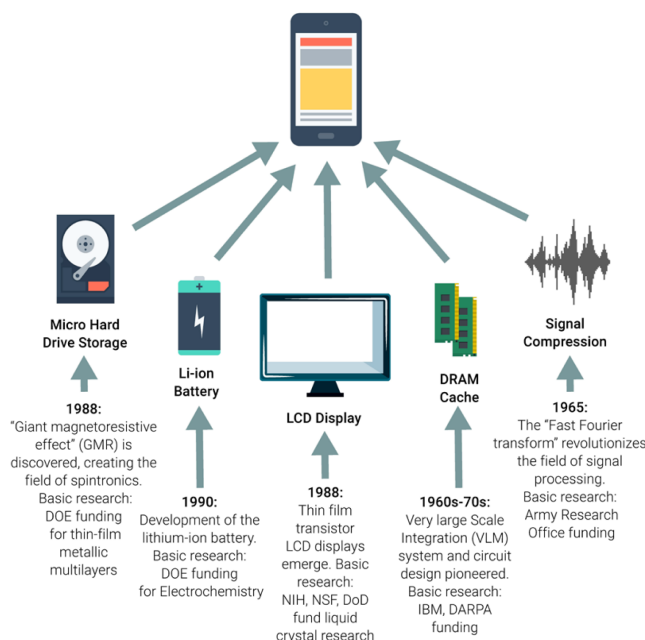 Micro Hard
Drive Storage
1988:
“Giant magnetoresistive
effect” (GMR) is
discovered, creating the
field of spintronics.
Basic research:
DOE funding
for thin-film
metallic
multilayers
Li-ion
Battery
1990:
Development of the
lithium-ion battery.
Basic research:
DOE funding
for Electrochemistry
LCD Display
1988:
Thin film
transistor
LCD displays
emerge. Basic
research:
NIH, NSF, DoD
fund liquid
crystal research
DRAM
Cache
1960s-70s:
Very large Scale
Integration (VLM)
system and circuit
design pioneered.
Basic research:
IBM, DARPA
funding
Signal
Compression
1965:
The “Fast Fourier
transform” revolutionizes
the field of signal
processing.
Basic research:
Army Research
Office funding